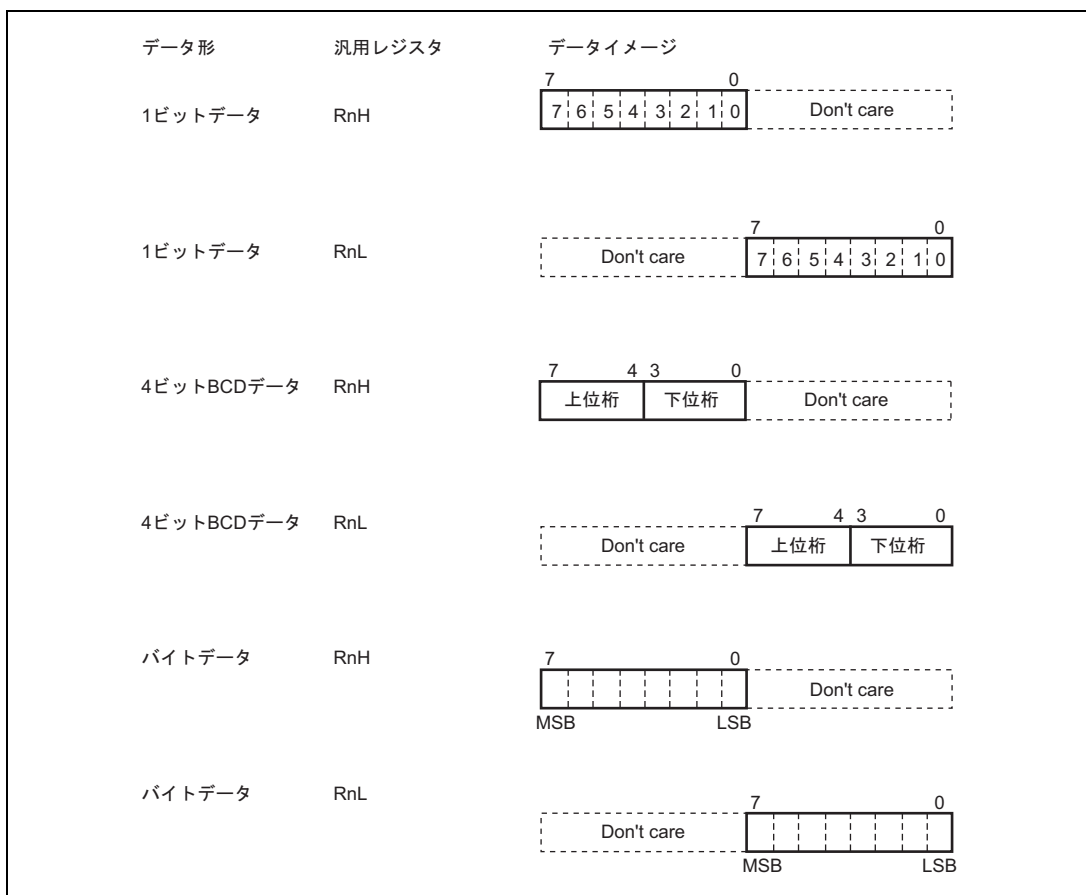 データ形 汎用レジスタ データイメージ
7 0
1ビットデータ RnH 7 6 5 4 3 2 1 0 Don't care
7 0
1ビットデータ RnL Don't care 7 6 5 4 3 2 1 0
7 4 3 0
4ビットBCDデータ RnH 上位桁 下位桁 Don't care
7 4 3 0
4ビットBCDデータ RnL Don't care 上位桁 下位桁
バイトデータ RnH 7 0
Don't care
MSB LSB
バイトデータ RnL 7 0
Don't care
MSB LSB